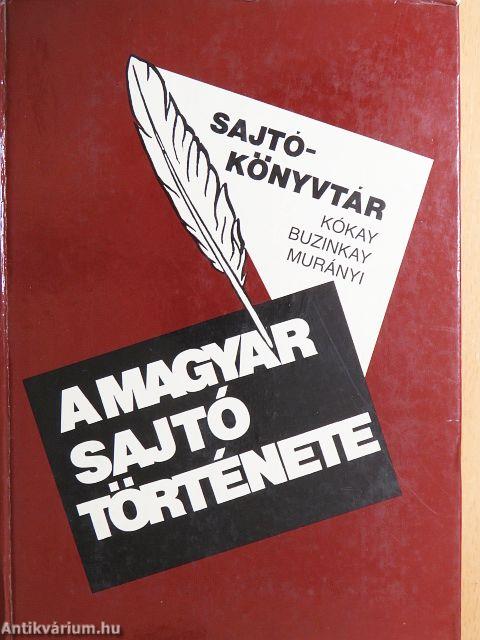 SAJTÓ-
KÖNYVTÁR
KÓKAY
BUZINKAY
MURÁNYI
A MAGYAR
SAJTÓ
TÖRTÉNETE
Antikvárium.hu